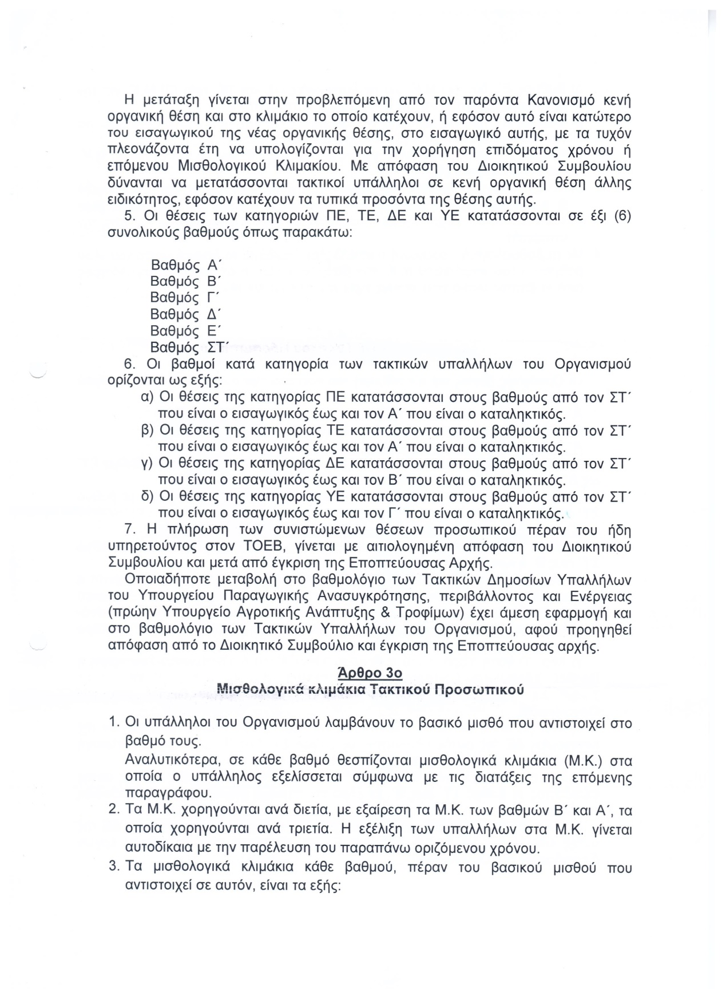 Η μετάταξη γίνεται στην προβλεπόμενη από τον παρόντα Κανονισμό κενή
οργανική θέση και στο κλιμάκιο το οποίο κατέχουν, ή εφόσον αυτό είναι κατώτερο
του εισαγωγικού της νέας οργανικής θέσης, στο εισαγωγικό αυτής, με τα τυχόν
πλεονάζοντα έτη να υπολογίζονται για την χορήγηση επιδόματος χρόνου ή
επόμενου Μισθολογικού Κλιμακίου. Με απόφαση του Διοικητικού Συμβουλίου
δύνανται να μετατάσσονται τακτικοί υπάλληλοι σε κενή οργανική θέση άλλης
ειδικότητος, εφόσον κατέχουν τα τυπικά προσόντα της θέσης αυτής.
5. Οι θέσεις των κατηγοριών ΠΕ, ΤΕ, ΔΕ και ΥΕ κατατάσσονται σε έξι (6)
συνολικούς βαθμούς όπως παρακάτω:
Βαθμός Α΄
Βαθμός Β΄
Βαθμός Γ΄
Βαθμός Δ΄
Βαθμός Ε΄
Βαθμός ΣΤ΄
6. Οι βαθμοί κατά κατηγορία των τακτικών υπαλλήλων του Οργανισμού
ορίζονται ως εξής:
α) Οι θέσεις της κατηγορίας ΠΕ κατατάσσονται στους βαθμούς από τον ΣΤ΄
που είναι ο εισαγωγικός έως και τον Α΄ που είναι ο καταληκτικός.
β) Οι θέσεις της κατηγορίας ΤΕ κατατάσσονται στους βαθμούς από τον ΣΤ΄
που είναι ο εισαγωγικός έως και τον Α΄ που είναι ο καταληκτικός.
γ) Οι θέσεις της κατηγορίας ΔΕ κατατάσσονται στους βαθμούς από τον ΣΤ΄
που είναι ο εισαγωγικός έως και τον Β΄ που είναι ο καταληκτικός.
δ) Οι θέσεις της κατηγορίας ΥΕ κατατάσσονται στους βαθμούς από τον ΣΤ΄
που είναι ο εισαγωγικός έως και τον Γ΄ που είναι ο καταληκτικός.
7. Η πλήρωση των συνιστώμενων θέσεων προσωπικού πέραν του ήδη
υπηρετούντος στον ΤΟΕΒ, γίνεται με αιτιολογημένη απόφαση του Διοικητικού
Συμβουλίου και μετά από έγκριση της Εποπτεύουσας Αρχής.
Οποιαδήποτε μεταβολή στο βαθμολόγιο των Τακτικών Δημοσίων Υπαλλήλων
του Υπουργείου Παραγωγικής Ανασυγκρότησης, περιβάλλοντος και Ενέργειας
(πρώην Υπουργείο Αγροτικής Ανάπτυξης & Τροφίμων) έχει άμεση εφαρμογή και
στο βαθμολόγιο των Τακτικών Υπαλλήλων του Οργανισμού, αφού προηγηθεί
απόφαση από το Διοικητικό Συμβούλιο και έγκριση της Εποπτεύουσας αρχής.
Άρθρο 3ο
Μισθολογικά κλιμάκια Τακτικού Προσωπικού
1. Οι υπάλληλοι του Οργανισμού λαμβάνουν το βασικό μισθό που αντιστοιχεί στο
βαθμό τους.
Αναλυτικότερα, σε κάθε βαθμό θεσπίζονται μισθολογικά κλιμάκια (Μ.Κ.) στα
οποία ο υπάλληλος εξελίσσεται σύμφωνα με τις διατάξεις της επόμενης
παραγράφου.
2. Τα Μ.Κ. χορηγούνται ανά διετία, με εξαίρεση τα Μ.Κ. των βαθμών Β΄ και Α΄, τα
οποία χορηγούνται ανά τριετία. Η εξέλιξη των υπαλλήλων στα Μ.Κ. γίνεται
αυτοδίκαια με την παρέλευση του παραπάνω οριζόμενου χρόνου.
3. Τα μισθολογικά κλιμάκια κάθε βαθμού, πέραν του βασικού μισθού που
αντιστοιχεί σε αυτόν, είναι τα εξής: